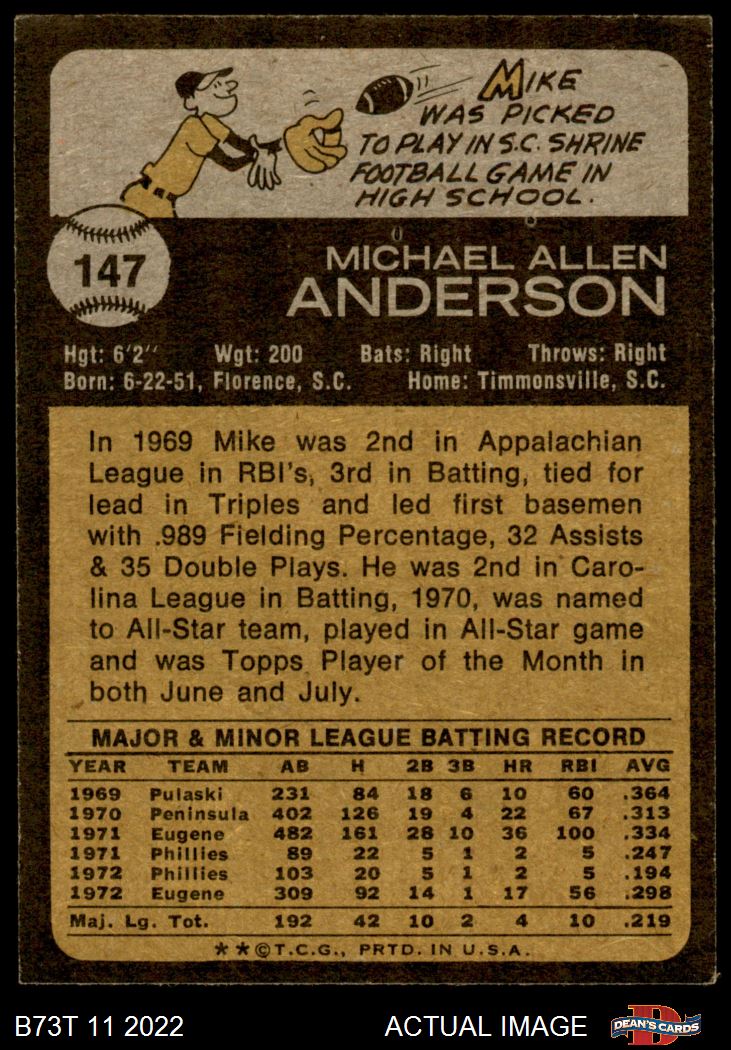 MIKE
WAS PICKED
TO PLAY IN S.C. SHRINE
FOOTBALL GAME IN
HIGH SCHOOL.
147
MICHAEL ALLEN
ANDERSON
Hgt: 6'2" Wgt: 200 Bats: Right Throws: Right
Born: 6-22-51, Florence, S.C. Home: Timmonsville, S.C.
In 1969 Mike was 2nd in Appalachian
League in RBI's, 3rd in Batting, tied for
lead in Triples and led first basemen
with .989 Fielding Percentage, 32 Assists
& 35 Double Plays. He was 2nd in Caro-
lina League in Batting, 1970, was named
to All-Star team, played in All-Star game
and was Topps Player of the Month in
both June and July.
MAJOR & MINOR LEAGUE BATTING RECORD
YEAR TEAM AB H 2B 3B HR RBI AVG
1969 Pulaski 231 84 18 6 10 60 .364
1970 Peninsula 402 126 19 4 22 67 .313
1971 Eugene 482 161 28 10 36 100 .334
1971 Phillies 89 22 5 1 2 5 .247
1972 Phillies 103 20 5 1 2 5 .194
1972 Eugene 309 92 14 1 17 56 .298
Maj. Lg. Tot. 192 42 10 2 4 10 .219
**©T.C.G., PRTD. IN U.S.A.
B73T 11 2022 ACTUAL IMAGE DEAN'S CARDS